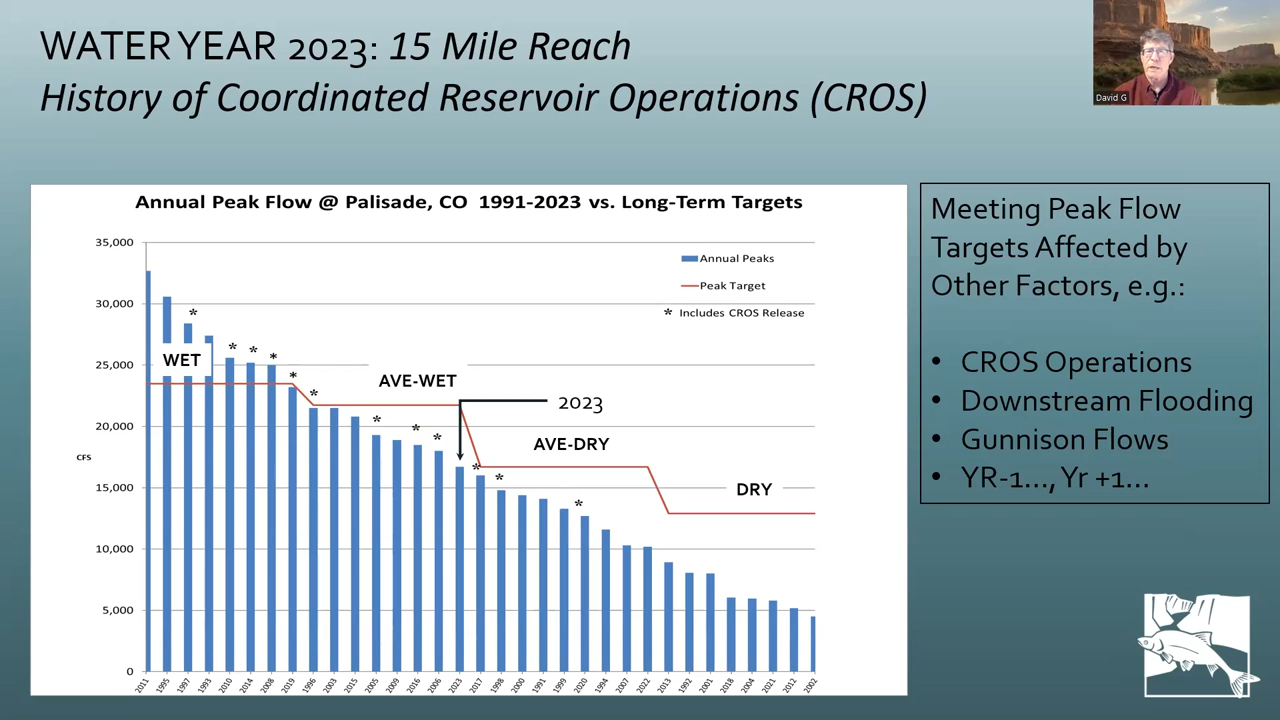 WATER YEAR 2023: 15 Mile Reach
History of Coordinated Reservoir Operations (CROS)
David G
Annual Peak Flow @ Palisade, CO 1991-2023 vs. Long-Term Targets
35,000
30,000
25,000
20,000
15,000
10,000
5,000
0
CFS
Annual Peaks
Peak Target
* Includes CROS Release
WET
AVE-WET
2023
AVE-DRY
DRY
2011 1995 1997 1993 2010 2014 2008 2019 1996 2003 2015 2005 2009 2016 2006 2023 2017 1998 2000 1991 1999 2020 1994 2007 2022 2013 1992 2001 2018 2004 2021 2012 2002
Meeting Peak Flow
Targets Affected by
Other Factors, e.g.:
• CROS Operations
• Downstream Flooding
• Gunnison Flows
• YR-1…, Yr +1…